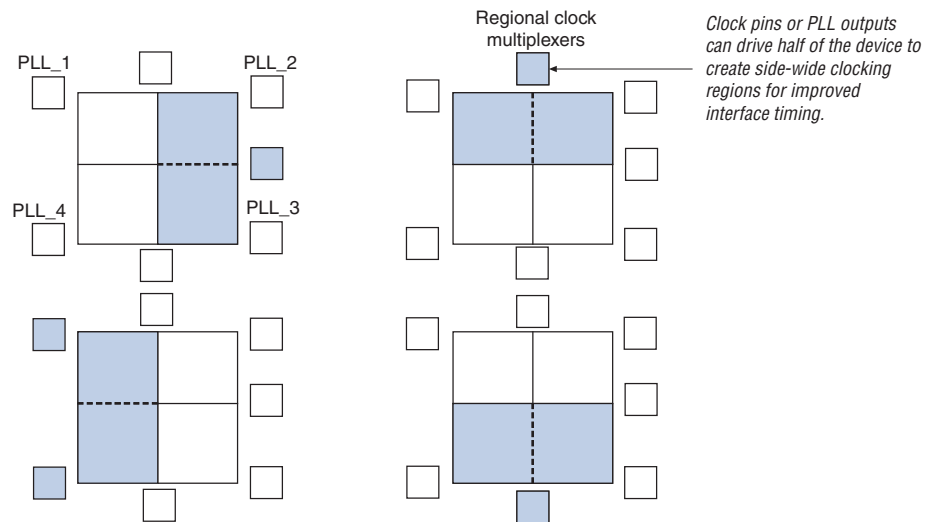 Regional clock
multiplexers
Clock pins or PLL outputs
can drive half of the device to
create side-wide clocking
regions for improved
interface timing.
PLL_1
PLL_2
PLL_4
PLL_3